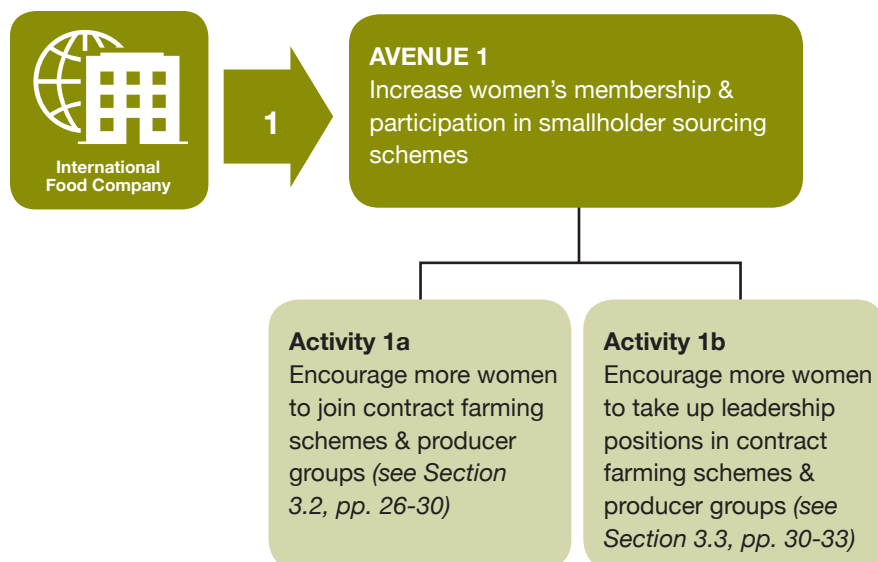 International
Food Company
1
AVENUE 1
Increase women’s membership &
participation in smallholder sourcing
schemes
Activity 1a
Encourage more women
to join contract farming
schemes & producer
groups (see Section
3.2, pp. 26-30)
Activity 1b
Encourage more women
to take up leadership
positions in contract
farming schemes &
producer groups (see
Section 3.3, pp. 30-33)